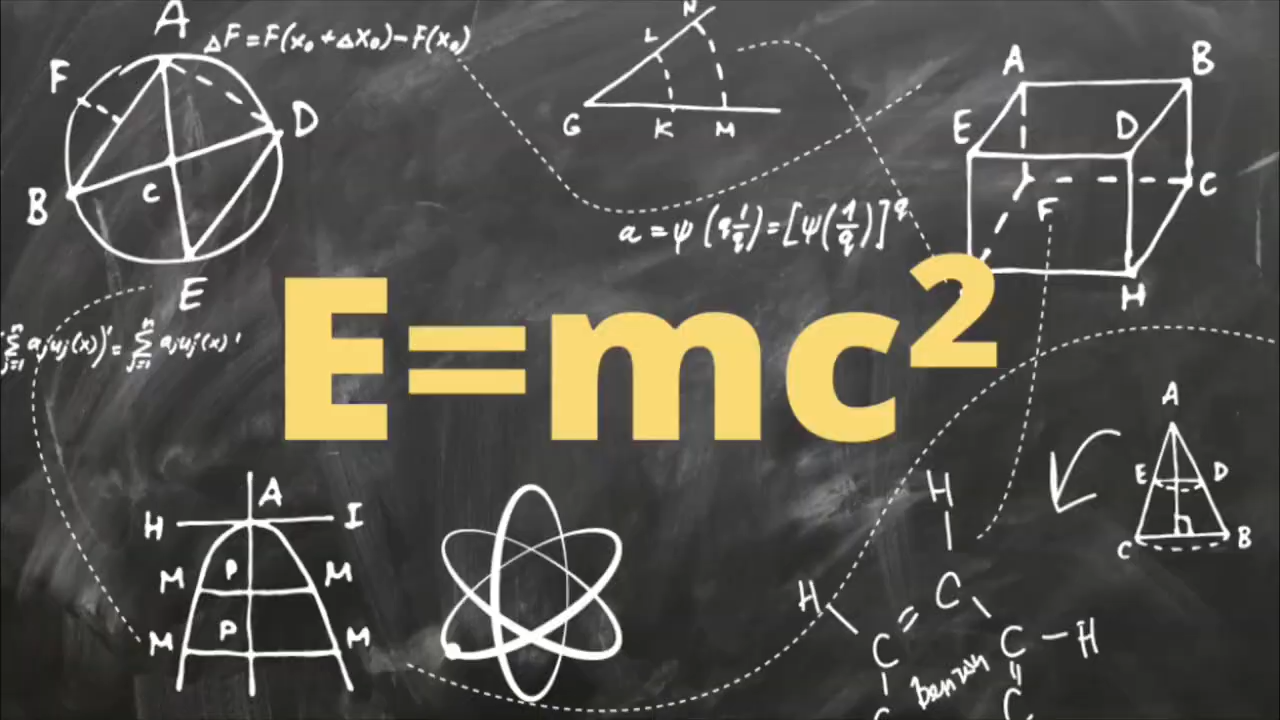 A
F
D
B
C
E
ΔF=F(x₀+Δx₀)-F(x₀)
N
L
G K M
A B
E D
C
F
H
a=ψ(q 1/q)=[ψ(1/q)]^q
E=mc²
A
H I
P
M M
P
M M
A
E D
C B
H
H C
C C-H
C